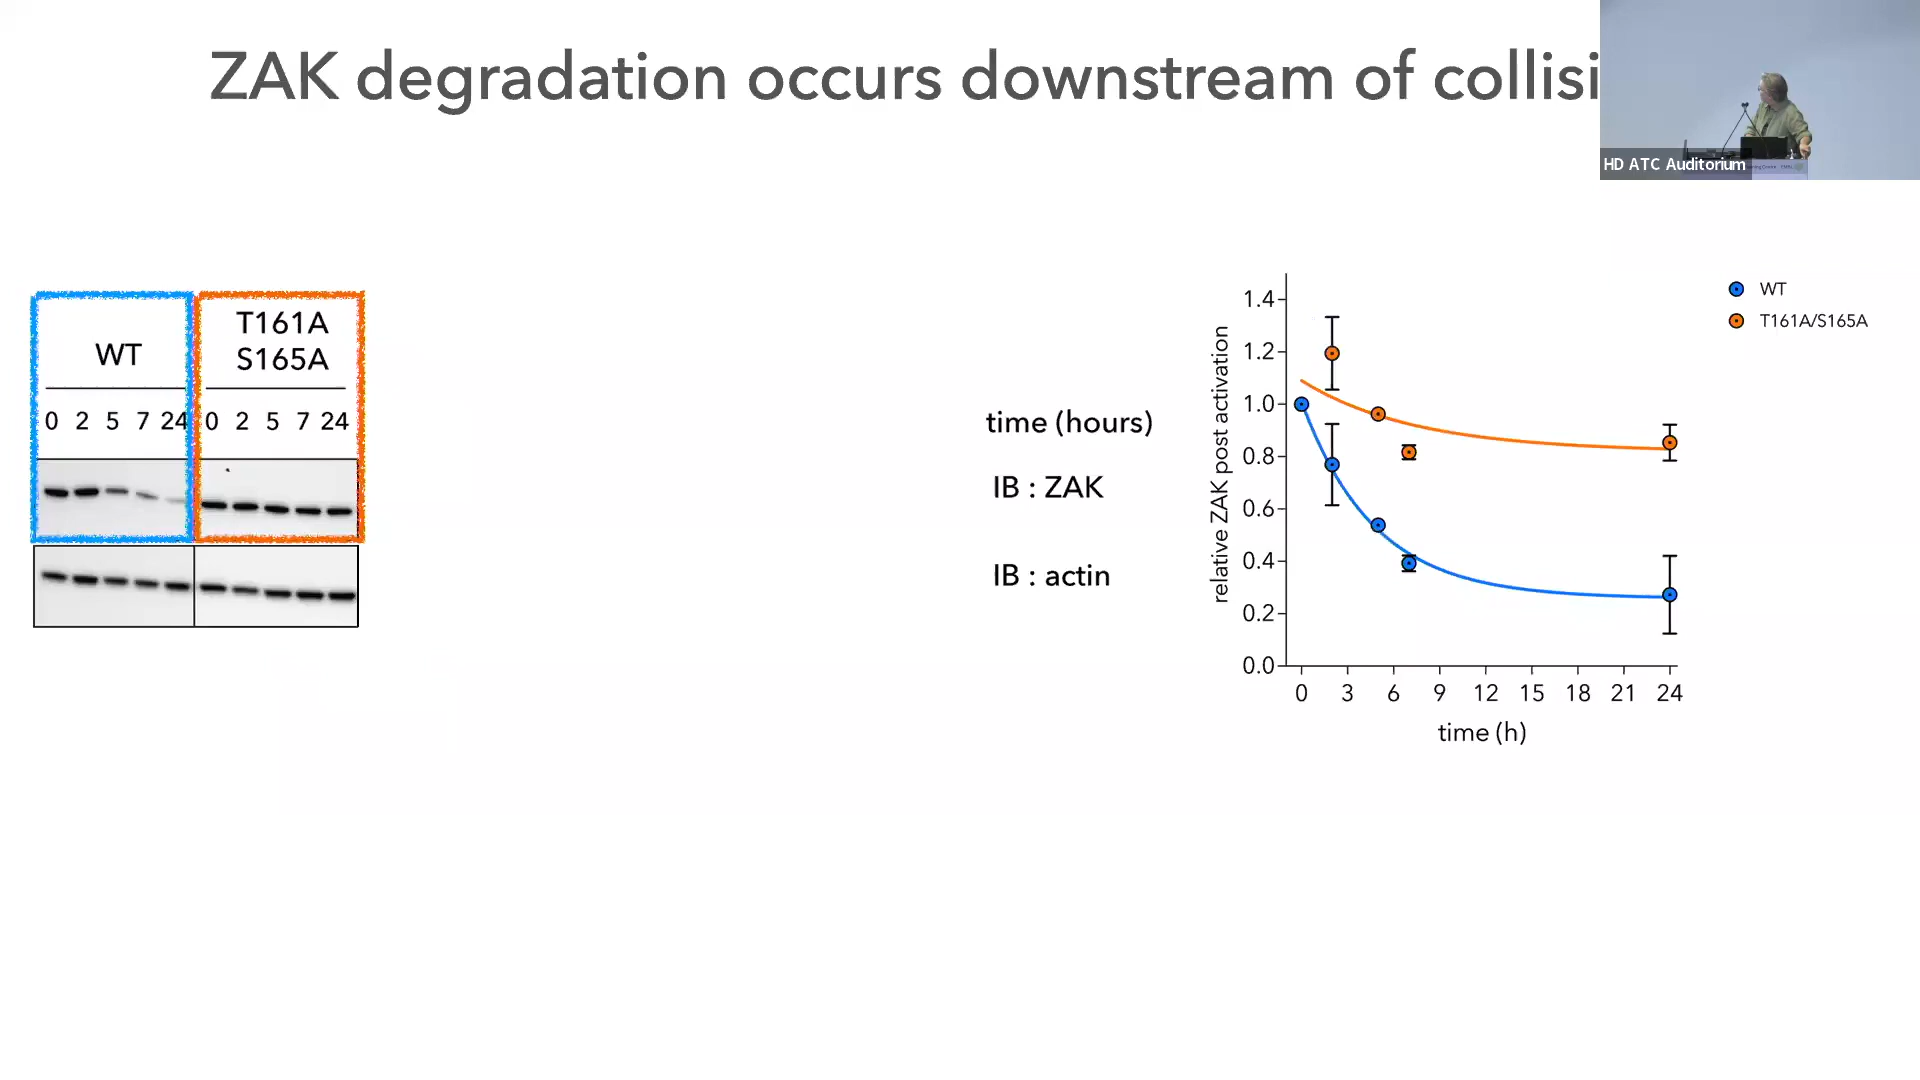 ZAK degradation occurs downstream of collisi
HD ATC Auditorium
WT
T161A
S165A
0 2 5 7 24 0 2 5 7 24
time (hours)
IB : ZAK
IB : actin
relative ZAK post activation
1.4
1.2
1.0
0.8
0.6
0.4
0.2
0.0
0 3 6 9 12 15 18 21 24
time (h)
WT
T161A/S165A